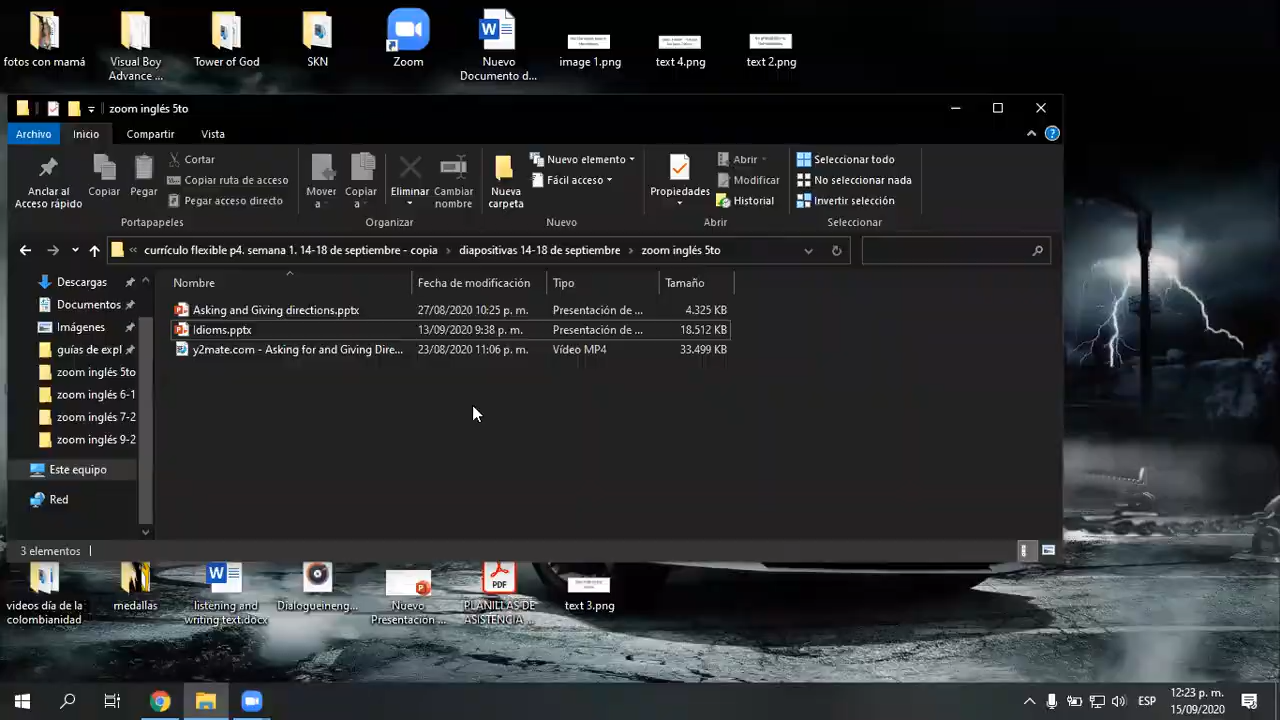 fotos con maria
Visual Boy
Advance ...
Tower of God
SKN
Zoom
Nuevo
Documento d...
image 1.png
text 4.png
text 2.png
zoom inglés 5to
Archivo
Inicio
Compartir
Vista
Anclar al
Acceso rápido
Copiar
Pegar
Cortar
Copiar ruta de acceso
Pegar acceso directo
Portapapeles
Mover
a
Copiar
a
Eliminar
Cambiar
nombre
Organizar
Nueva
carpeta
Nuevo elemento
Fácil acceso
Nuevo
Propiedades
Abrir
Modificar
Historial
Abrir
Seleccionar todo
No seleccionar nada
Invertir selección
Seleccionar
« currículo flexible p4. semana 1. 14-18 de septiembre - copia › diapositivas 14-18 de septiembre › zoom inglés 5to
Nombre Fecha de modificación Tipo Tamaño
Asking and Giving directions.pptx 27/08/2020 10:25 p. m. Presentación de ... 4.325 KB
Idioms.pptx 13/09/2020 9:38 p. m. Presentación de ... 18.512 KB
y2mate.com - Asking for and Giving Dire... 23/08/2020 11:06 p. m. Vídeo MP4 33.499 KB
Descargas
Documentos
Imágenes
guías de expl
zoom inglés 5to
zoom inglés 6-1
zoom inglés 7-2
zoom inglés 9-2
Este equipo
Red
3 elementos
videos día de la
colombianidad
medallas
listening and
writing text.docx
Dialogueineng...
Nuevo
Presentación ...
PDF
PLANILLAS DE
ASISTENCIA ...
text 3.png
ESP
12:23 p. m.
15/09/2020